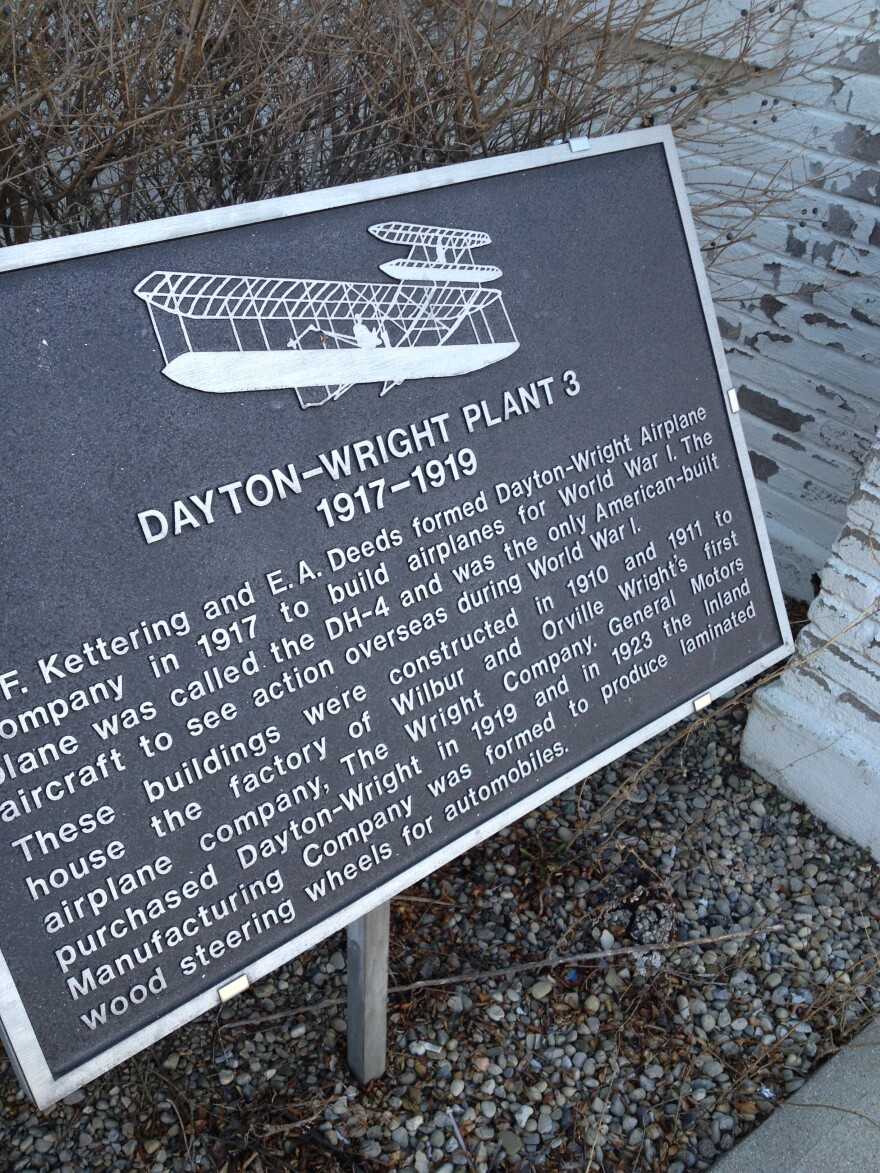 DAYTON-WRIGHT PLANT 3
1917-1919
F. Kettering and E.A. Deeds formed Dayton-Wright Airplane
ompany in 1917 to build airplanes for World War I. The
plane was called the DH-4 and was the only American-built
aircraft to see action overseas during World War I.
These buildings were constructed in 1910 and 1911 to
house the factory of Wilbur and Orville Wright's first
airplane company, The Wright Company. General Motors
purchased Dayton-Wright in 1919 and in 1923 the Inland
Manufacturing Company was formed to produce laminated
wood steering wheels for automobiles.